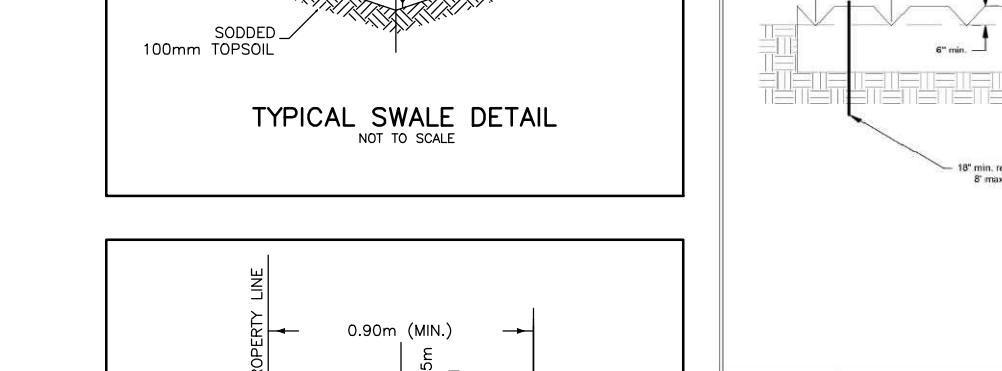 SODDED
100mm TOPSOIL
TYPICAL SWALE DETAIL
NOT TO SCALE
6" min.
18" min.
8' max
LINE
0.90m (MIN.)